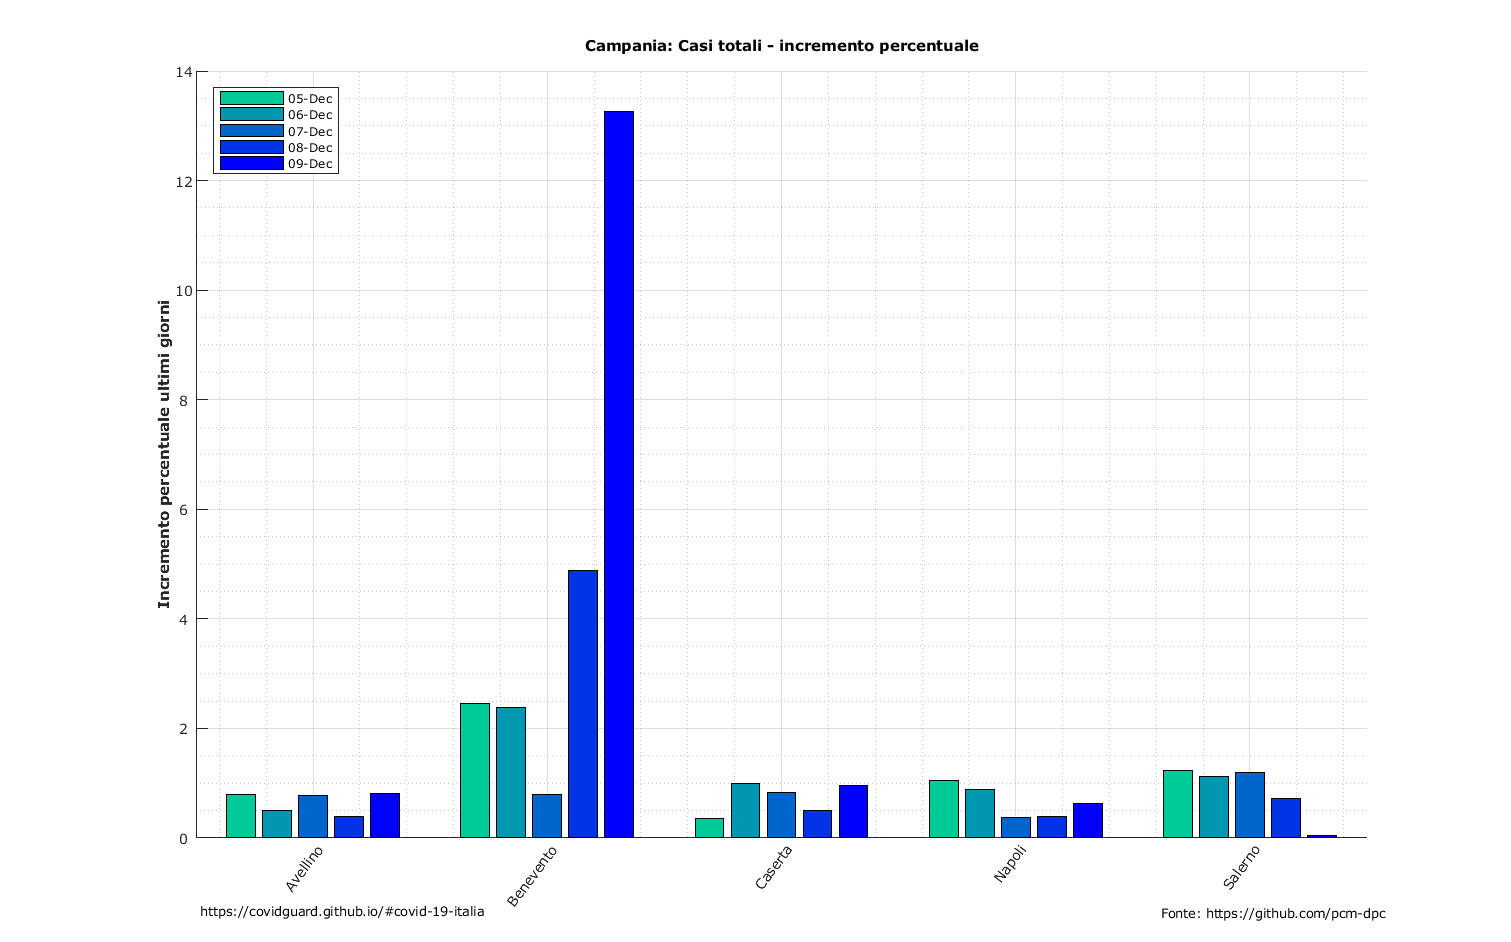 Campania: Casi totali - incremento percentuale
05-Dec
06-Dec
07-Dec
08-Dec
09-Dec
Incremento percentuale ultimi giorni
14
12
10
8
6
4
2
0
Avellino
Benevento
Caserta
Napoli
Salerno
https://covidguard.github.io/#covid-19-italia
Fonte: https://github.com/pcm-dpc